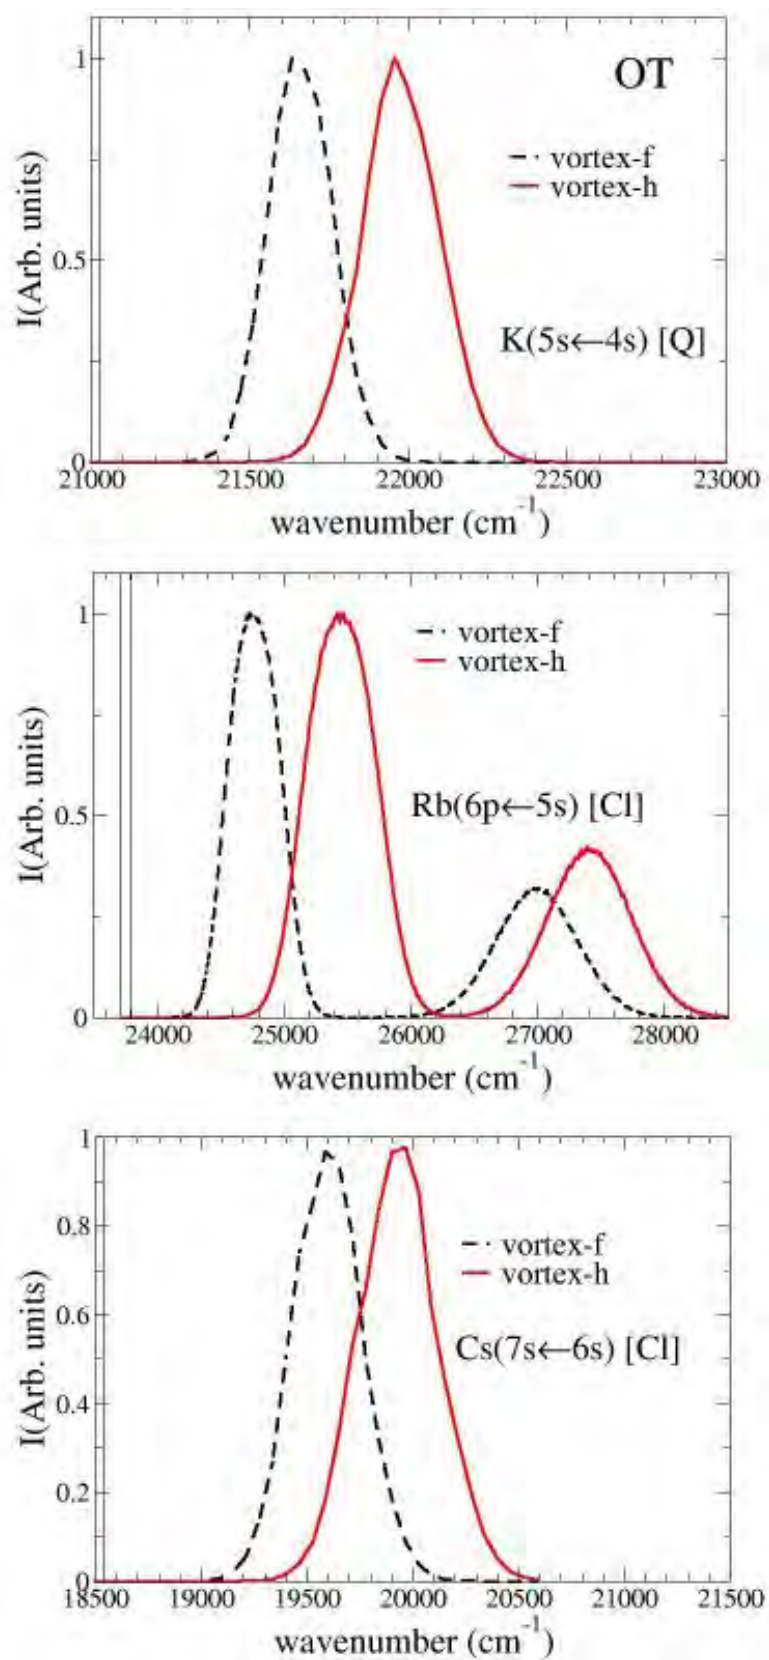 1
OT
vortex-f
vortex-h
I(Arb. units)
0.5
K(5s←4s) [Q]
0
21000 21500 22000 22500 23000
wavenumber (cm⁻¹)
1
vortex-f
vortex-h
I(Arb. units)
0.5
Rb(6p←5s) [Cl]
0
24000 25000 26000 27000 28000
wavenumber (cm⁻¹)
1
0.8
vortex-f
vortex-h
I(Arb. units)
0.6
Cs(7s←6s) [Cl]
0.4
0.2
0
18500 19000 19500 20000 20500 21000 21500
wavenumber (cm⁻¹)